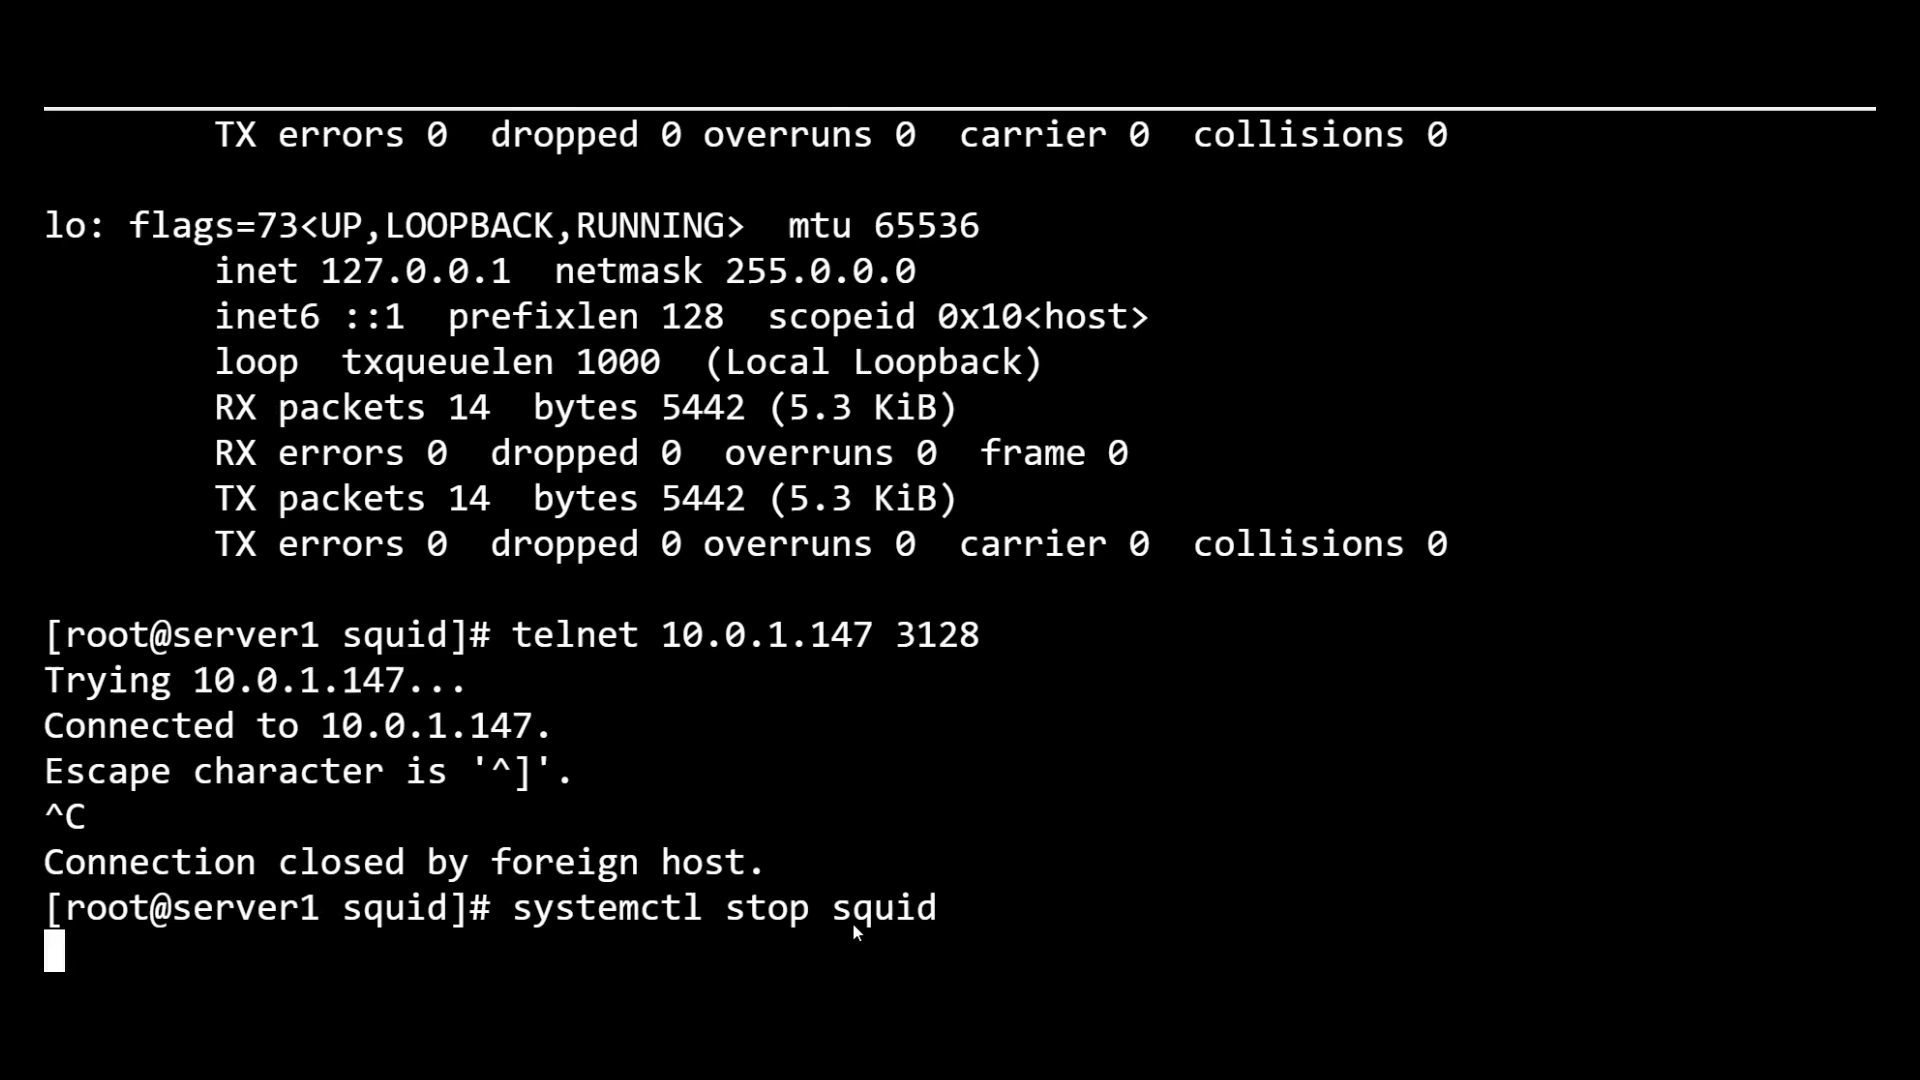 TX errors 0  dropped 0 overruns 0  carrier 0  collisions 0
lo: flags=73<UP,LOOPBACK,RUNNING>  mtu 65536
inet 127.0.0.1  netmask 255.0.0.0
inet6 ::1  prefixlen 128  scopeid 0x10<host>
loop  txqueuelen 1000  (Local Loopback)
RX packets 14  bytes 5442 (5.3 KiB)
RX errors 0  dropped 0  overruns 0  frame 0
TX packets 14  bytes 5442 (5.3 KiB)
TX errors 0  dropped 0 overruns 0  carrier 0  collisions 0
[root@server1 squid]# telnet 10.0.1.147 3128
Trying 10.0.1.147...
Connected to 10.0.1.147.
Escape character is '^]'.
^C
Connection closed by foreign host.
[root@server1 squid]# systemctl stop squid